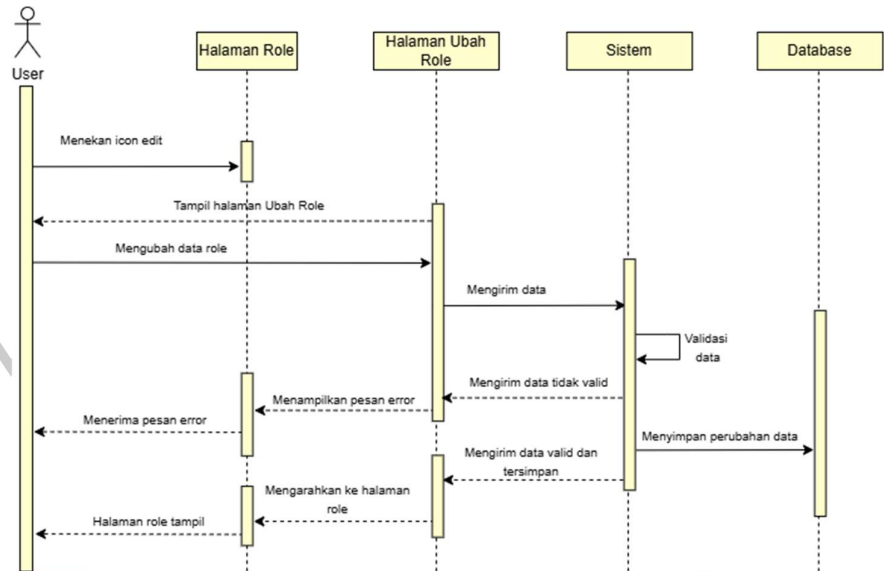 User
Halaman Role
Halaman Ubah
Role
Sistem
Database
Menekan icon edit
Tampil halaman Ubah Role
Mengubah data role
Mengirim data
Validasi
data
Mengirim data tidak valid
Menampilkan pesan error
Menerima pesan error
Menyimpan perubahan data
Mengirim data valid dan
tersimpan
Mengarahkan ke halaman
role
Halaman role tampil